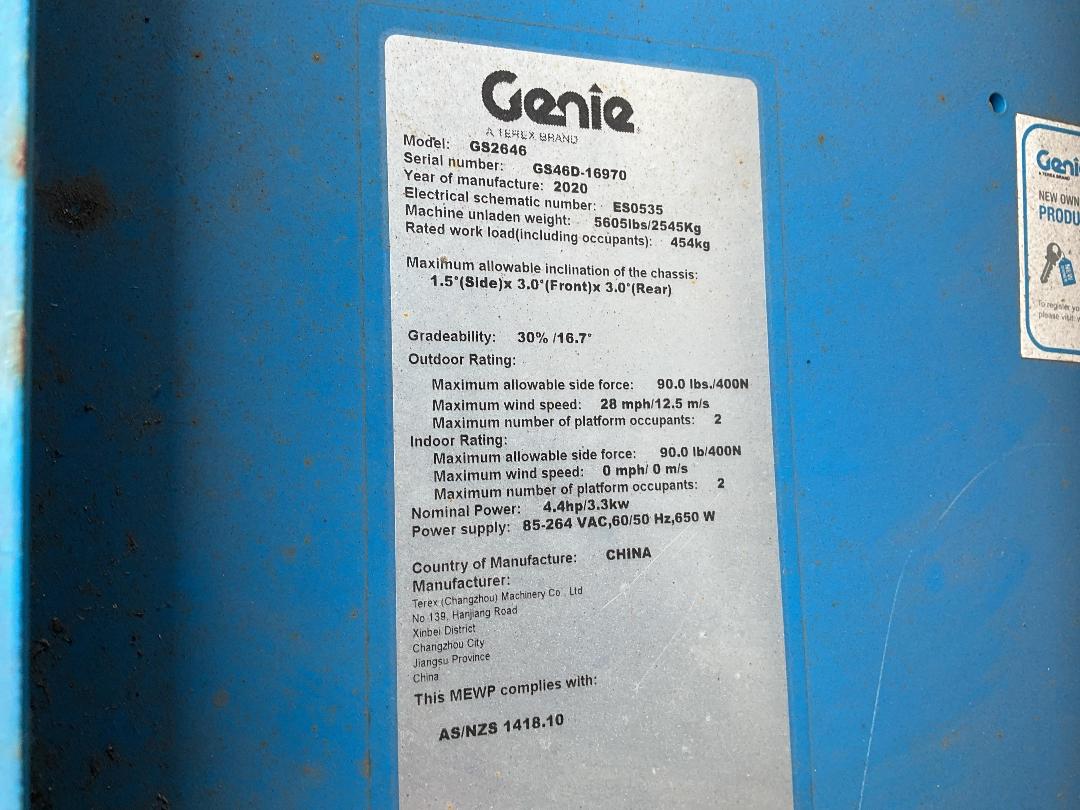 Genie
A TEREX BRAND
Model: GS2646
Serial number: GS46D-16970
Year of manufacture: 2020
Electrical schematic number: ES0535
Machine unladen weight: 5605lbs/2545Kg
Rated work load(including occupants): 454kg
Maximum allowable inclination of the chassis:
1.5°(Side)x 3.0°(Front)x 3.0°(Rear)
Gradeability: 30% /16.7°
Outdoor Rating:
Maximum allowable side force: 90.0 lbs./400N
Maximum wind speed: 28 mph/12.5 m/s
Maximum number of platform occupants: 2
Indoor Rating:
Maximum allowable side force: 90.0 lb/400N
Maximum wind speed: 0 mph/ 0 m/s
Maximum number of platform occupants: 2
Nominal Power: 4.4hp/3.3kw
Power supply: 85-264 VAC,60/50 Hz,650 W
Country of Manufacture: CHINA
Manufacturer:
Terex (Changzhou) Machinery Co., Ltd
No 139, Hanjiang Road
Xinbei District
Changzhou City
Jiangsu Province
China
This MEWP complies with:
AS/NZS 1418.10
Geni
A TEREX BRAND
NEW OWN
PRODU
To register yo
please visit: w